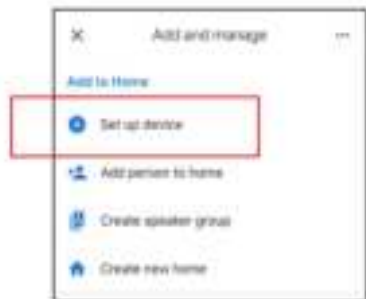 Add and manage
Add to Home
Set up device
Add person to home
Create speaker group
Create new home